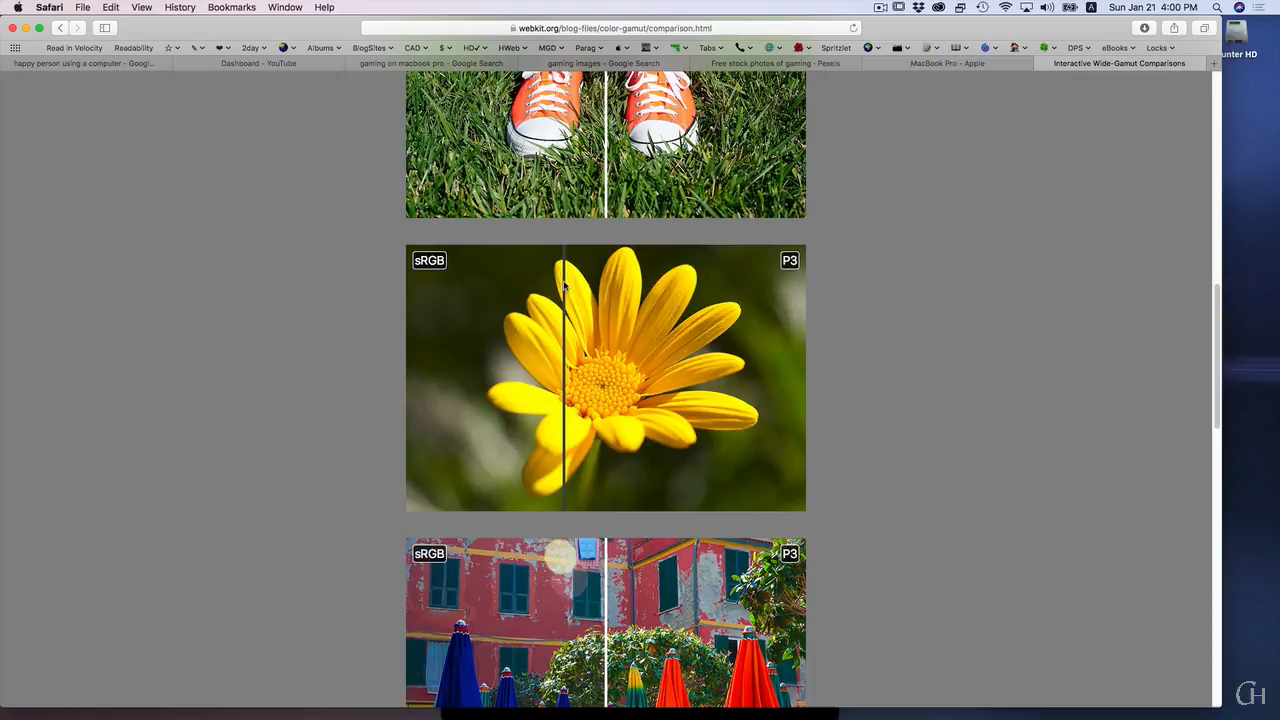 Safari File Edit View History Bookmarks Window Help Sun Jan 21 4:00 PM
webkit.org/blog-files/color-gamut/comparison.html
Read in Velocity Readability 2day Albums BlogSites CAD $ HD HWeb MGD Parag Tabs Spritzlet DPS eBooks Locks
happy person using a computer - Googl... Dashboard - YouTube gaming on macbook pro - Google Search gaming images - Google Search Free stock photos of gaming · Pexels MacBook Pro - Apple Interactive Wide-Gamut Comparisons +
unter HD
sRGB P3
sRGB P3
CH